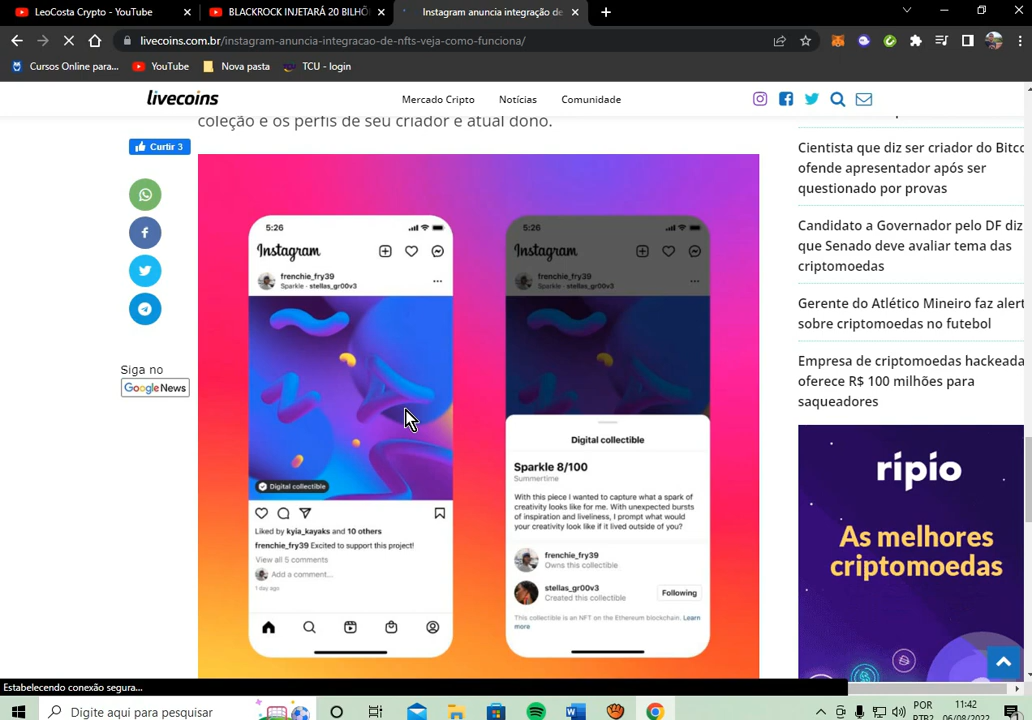 LeoCosta Crypto - YouTube
BLACKROCK INJETARÁ 20 BILHÕ
Instagram anuncia integração de
livecoins.com.br/instagram-anuncia-integracao-de-nfts-veja-como-funciona/
Cursos Online para...
YouTube
Nova pasta
TCU - login
livecoins
Mercado Cripto
Notícias
Comunidade
coleção e os perfis de seu criador e atual dono.
Curtir 3
Siga no
Google News
5:26
Instagram
frenchie_fry39
Sparkle · stellas_gr00v3
Digital collectible
Liked by kyia_kayaks and 10 others
frenchie_fry39 Excited to support this project!
View all 5 comments
Add a comment...
1 day ago
5:26
Instagram
frenchie_fry39
Sparkle · stellas_gr00v3
Digital collectible
Sparkle 8/100
Summertime
With this piece I wanted to capture what a spark of
creativity looks like for me. With unexpected bursts
of inspiration and liveliness, I prompt what would
your creativity look like if it lived outside of you?
frenchie_fry39
Owns this collectible
stellas_gr00v3
Created this collectible
Following
This collectible is an NFT on the Ethereum blockchain. Learn
more
Cientista que diz ser criador do Bitco
ofende apresentador após ser
questionado por provas
Candidato a Governador pelo DF diz
que Senado deve avaliar tema das
criptomoedas
Gerente do Atlético Mineiro faz alert
sobre criptomoedas no futebol
Empresa de criptomoedas hackeada
oferece R$ 100 milhões para
saqueadores
ripio
As melhores
criptomoedas
Estabelecendo conexão segura...
Digite aqui para pesquisar
POR
PTB2
11:42
06/08/2022